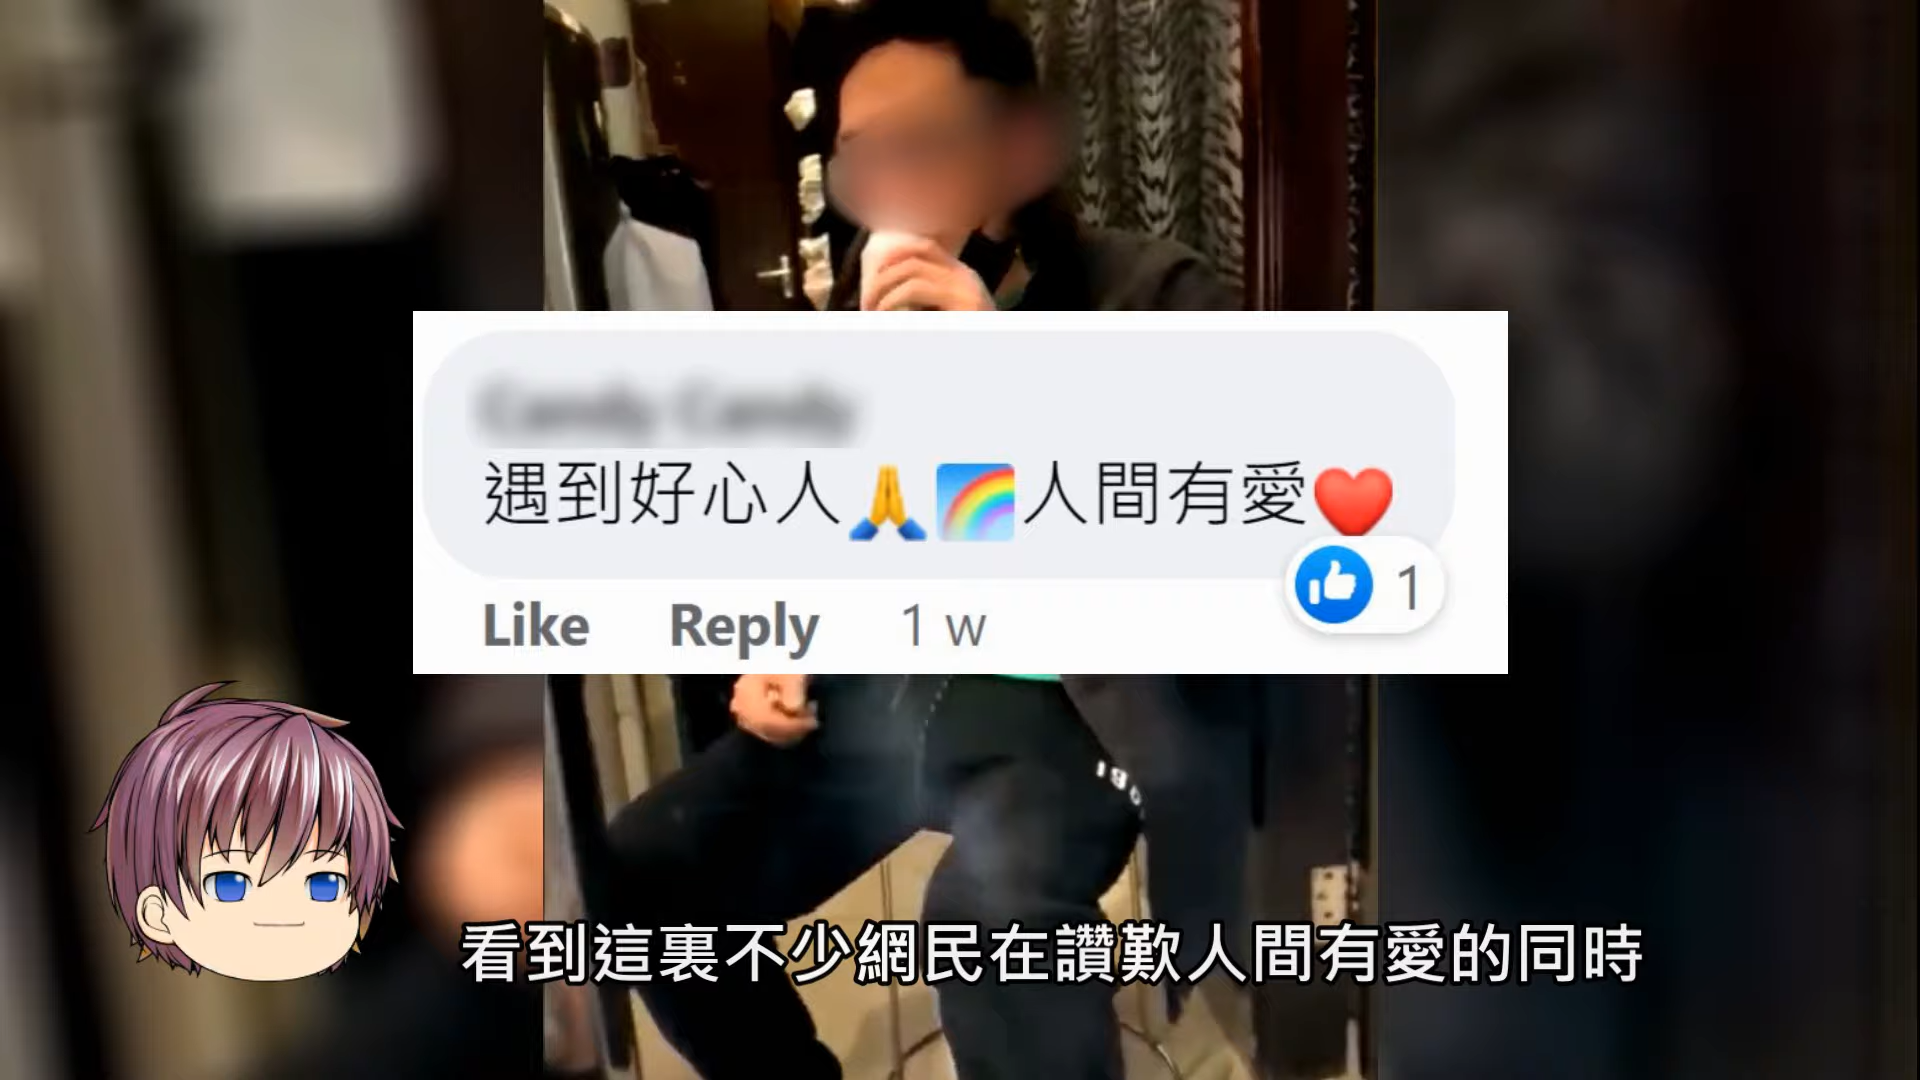 遇到好心人🙏🌈人間有愛❤️
1
Like Reply 1 w
190
看到這裏不少網民在讚歎人間有愛的同時